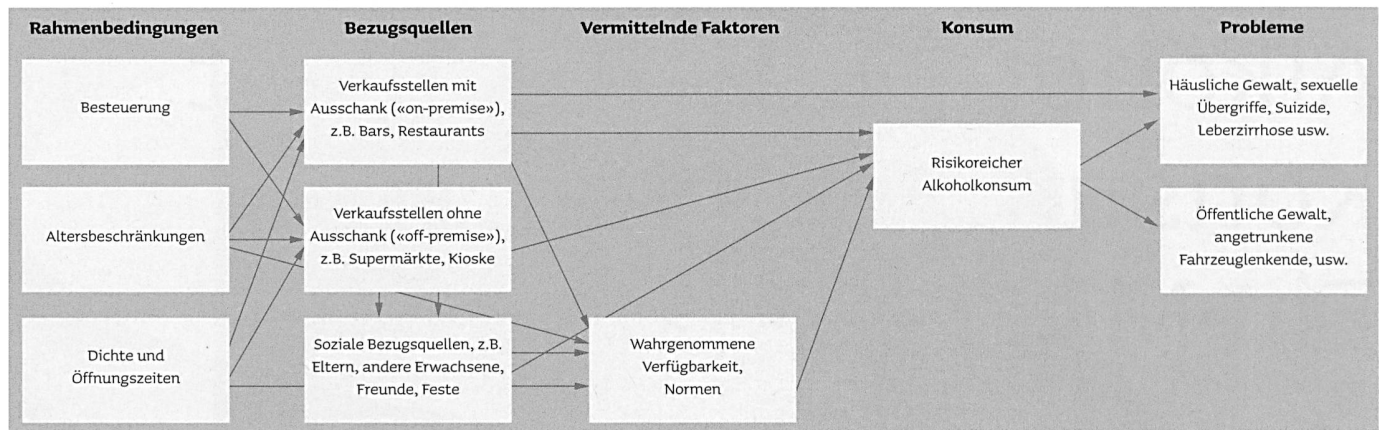 Rahmenbedingungen
Bezugsquellen
Vermittelnde Faktoren
Konsum
Probleme
Besteuerung
Altersbeschränkungen
Dichte und
Öffnungszeiten
Verkaufsstellen mit
Ausschank («on-premise»),
z.B. Bars, Restaurants
Verkaufsstellen ohne
Ausschank («off-premise»),
z.B. Supermärkte, Kioske
Soziale Bezugsquellen, z.B.
Eltern, andere Erwachsene,
Freunde, Feste
Wahrgenommene
Verfügbarkeit,
Normen
Risikoreicher
Alkoholkonsum
Häusliche Gewalt, sexuelle
Übergriffe, Suizide,
Leberzirrhose usw.
Öffentliche Gewalt,
angetrunkene
Fahrzeuglenkende, usw.